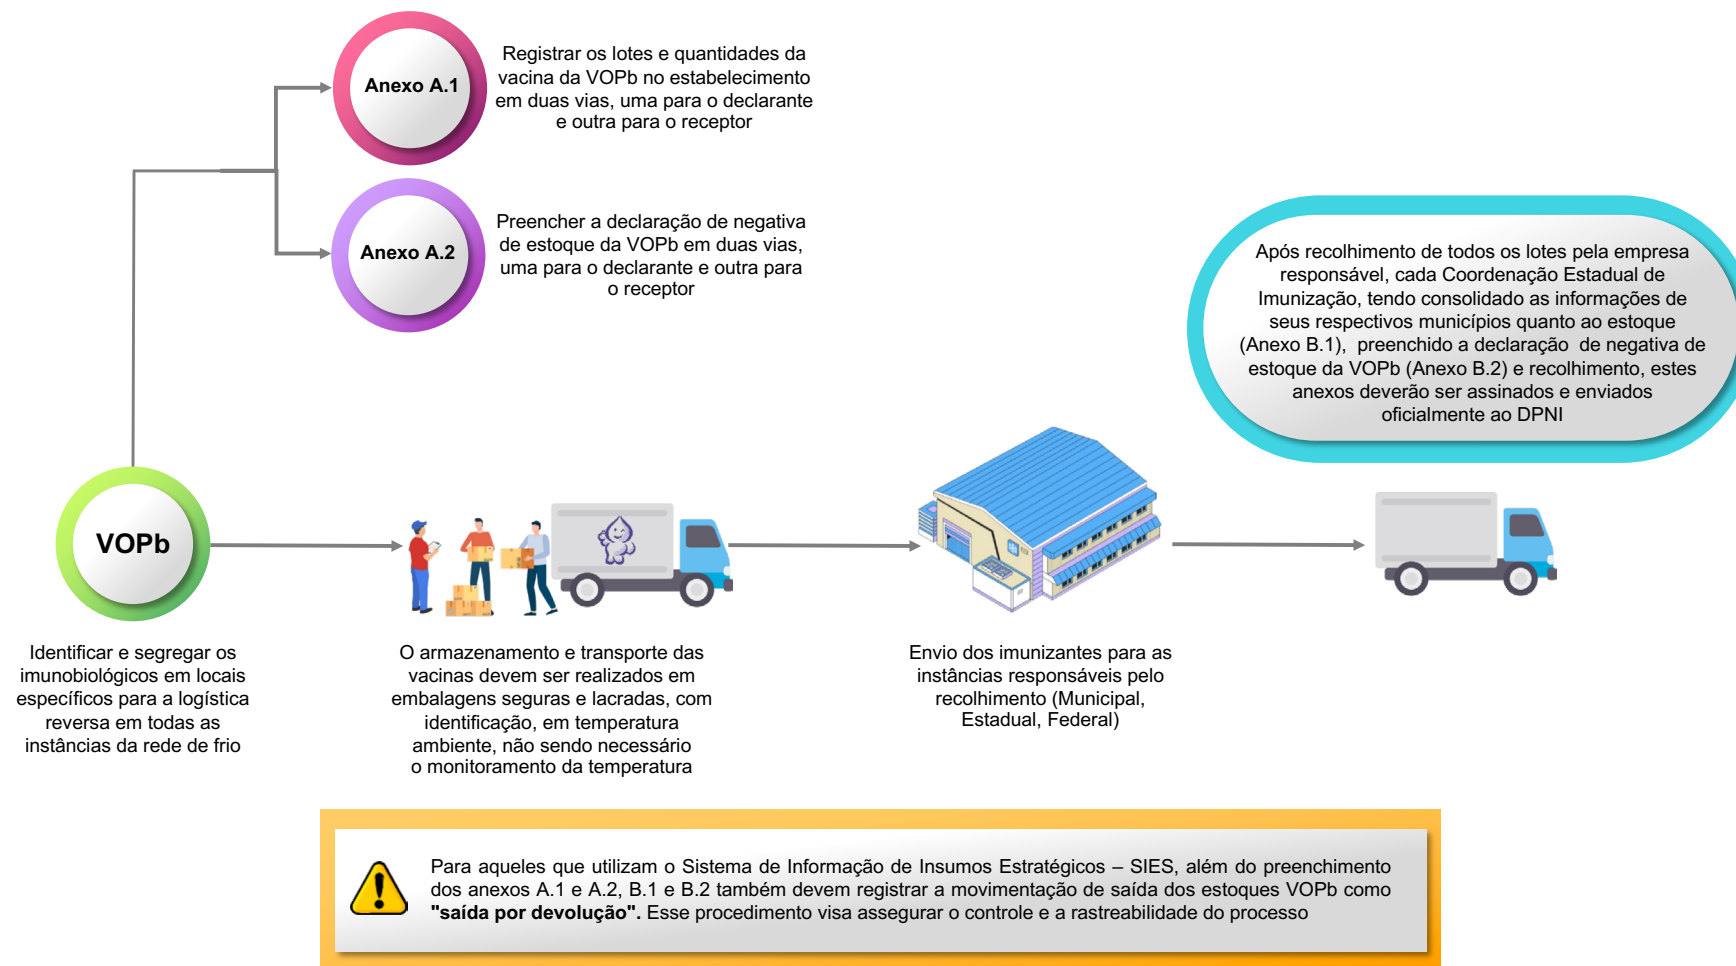 Anexo A.1
Registrar os lotes e quantidades da
vacina da VOPb no estabelecimento
em duas vias, uma para o declarante
e outra para o receptor
Anexo A.2
Preencher a declaração de negativa
de estoque da VOPb em duas vias,
uma para o declarante e outra para
o receptor
Após recolhimento de todos os lotes pela empresa
responsável, cada Coordenação Estadual de
Imunização, tendo consolidado as informações de
seus respectivos municípios quanto ao estoque
(Anexo B.1), preenchido a declaração de negativa de
estoque da VOPb (Anexo B.2) e recolhimento, estes
anexos deverão ser assinados e enviados
oficialmente ao DPNI
VOPb
Identificar e segregar os
imunobiológicos em locais
específicos para a logística
reversa em todas as
instâncias da rede de frio
O armazenamento e transporte das
vacinas devem ser realizados em
embalagens seguras e lacradas, com
identificação, em temperatura
ambiente, não sendo necessário
o monitoramento da temperatura
Envio dos imunizantes para as
instâncias responsáveis pelo
recolhimento (Municipal,
Estadual, Federal)
Para aqueles que utilizam o Sistema de Informação de Insumos Estratégicos – SIES, além do preenchimento
dos anexos A.1 e A.2, B.1 e B.2 também devem registrar a movimentação de saída dos estoques VOPb como
"saída por devolução". Esse procedimento visa assegurar o controle e a rastreabilidade do processo